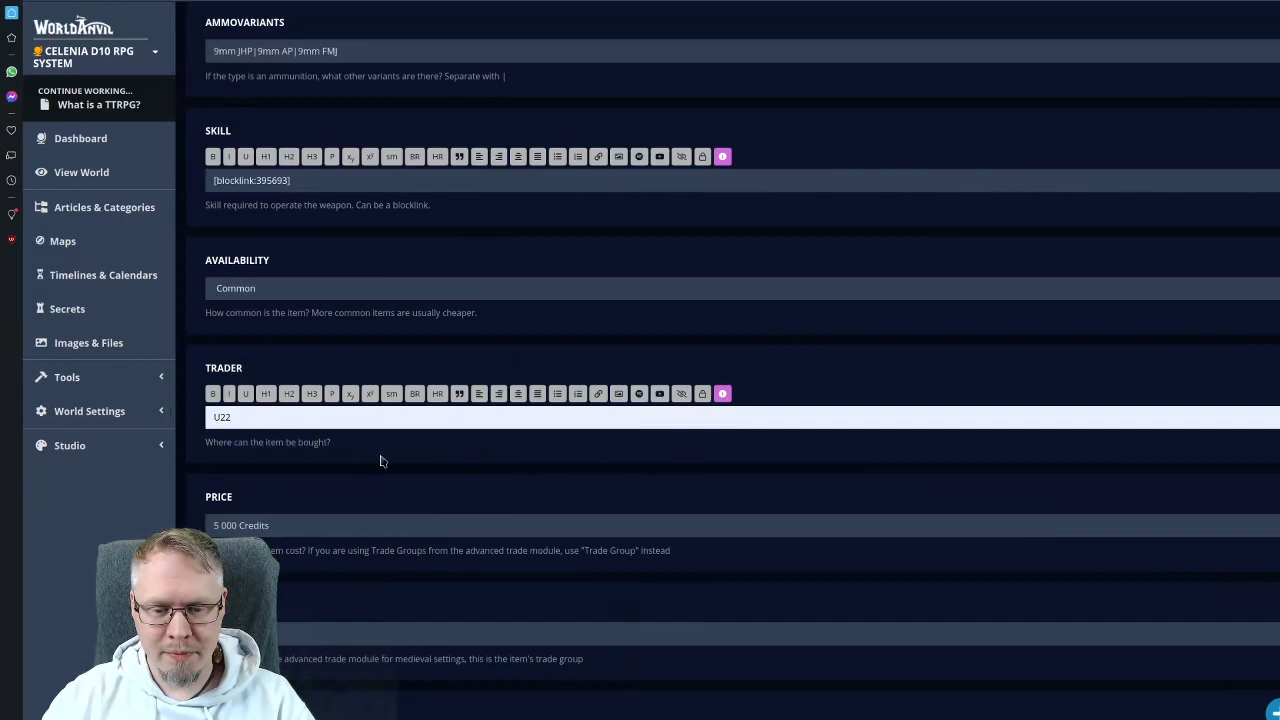 WORLDANVIL
CELENIA D10 RPG
SYSTEM
CONTINUE WORKING...
What is a TTRPG?
Dashboard
View World
Articles & Categories
Maps
Timelines & Calendars
Secrets
Images & Files
Tools
World Settings
Studio
AMMOVARIANTS
9mm JHP|9mm AP|9mm FMJ
If the type is an ammunition, what other variants are there? Separate with |
SKILL
B I U H1 H2 H3 P xy xy sm BR HR
[blocklink:395693]
Skill required to operate the weapon. Can be a blocklink.
AVAILABILITY
Common
How common is the item? More common items are usually cheaper.
TRADER
B I U H1 H2 H3 P xy xy sm BR HR
U22
Where can the item be bought?
PRICE
5 000 Credits
em cost? If you are using Trade Groups from the advanced trade module, use "Trade Group" instead
e advanced trade module for medieval settings, this is the item's trade group